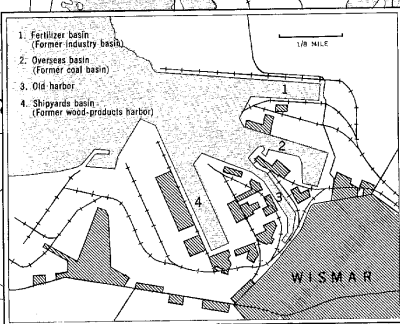 1. Fertilizer basin
(Former industry basin)
2. Overseas basin
(Former coal basin)
3. Old harbor
4. Shipyards basin
(Former wood-products harbor)
1/8 MILE
1
2
3
4
WISMAR